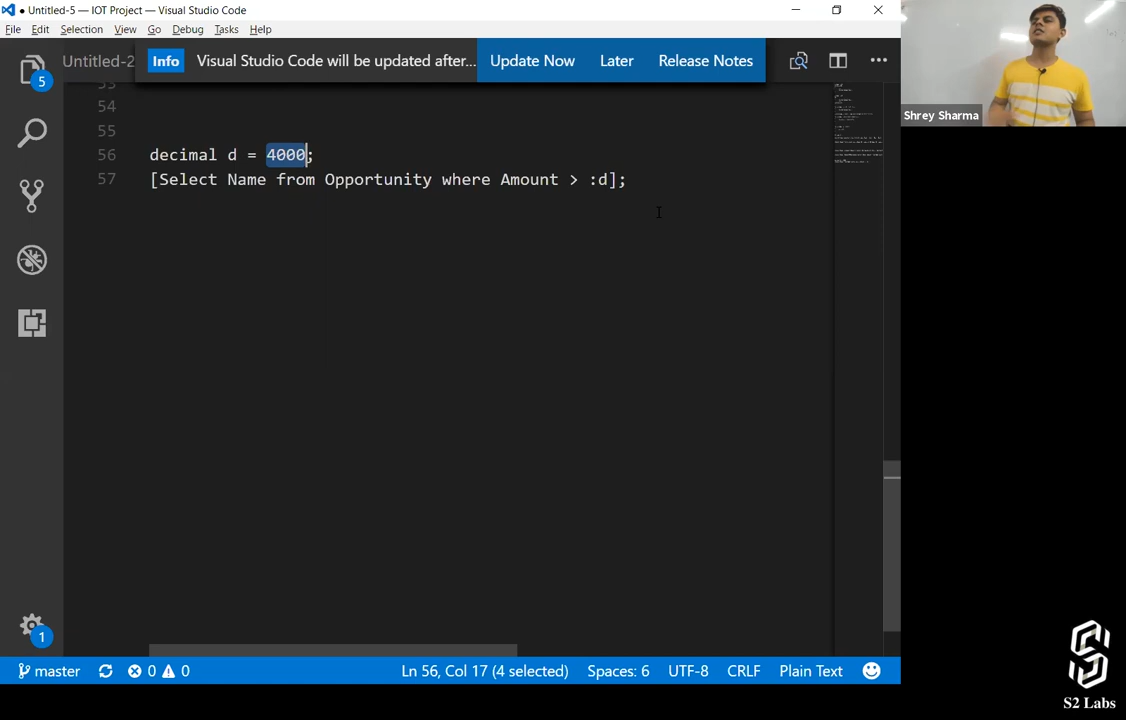 ● Untitled-5 — IOT Project — Visual Studio Code
File Edit Selection View Go Debug Tasks Help
5
Untitled-2
Info Visual Studio Code will be updated after... Update Now Later Release Notes
Shrey Sharma
53
54
55
56 decimal d = 4000;
57 [Select Name from Opportunity where Amount > :d];
1
master 0 0 Ln 56, Col 17 (4 selected) Spaces: 6 UTF-8 CRLF Plain Text
S2 Labs